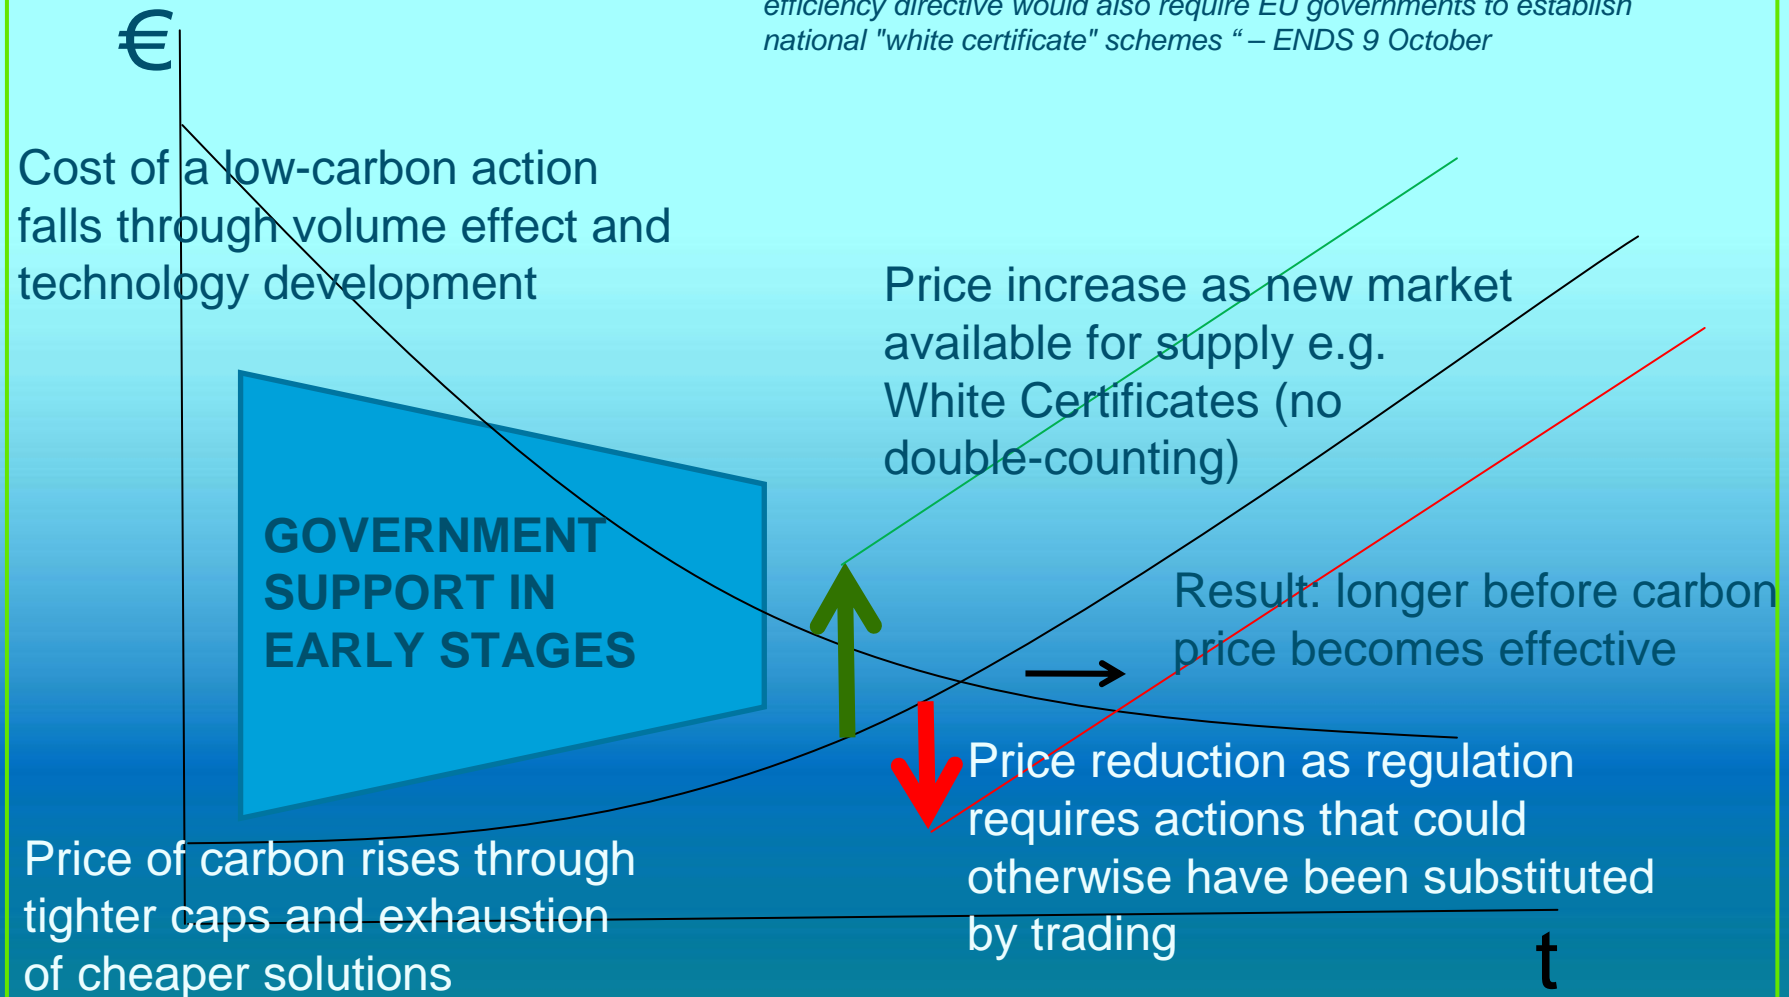 efficiency directive would also require EU governments to establish
national "white certificate" schemes “ – ENDS 9 October
€
Cost of a low-carbon action
falls through volume effect and
technology development
Price increase as new market
available for supply e.g.
White Certificates (no
double-counting)
GOVERNMENT
SUPPORT IN
EARLY STAGES
Result: longer before carbon
price becomes effective
Price reduction as regulation
requires actions that could
otherwise have been substituted
by trading
Price of carbon rises through
tighter caps and exhaustion
of cheaper solutions
t